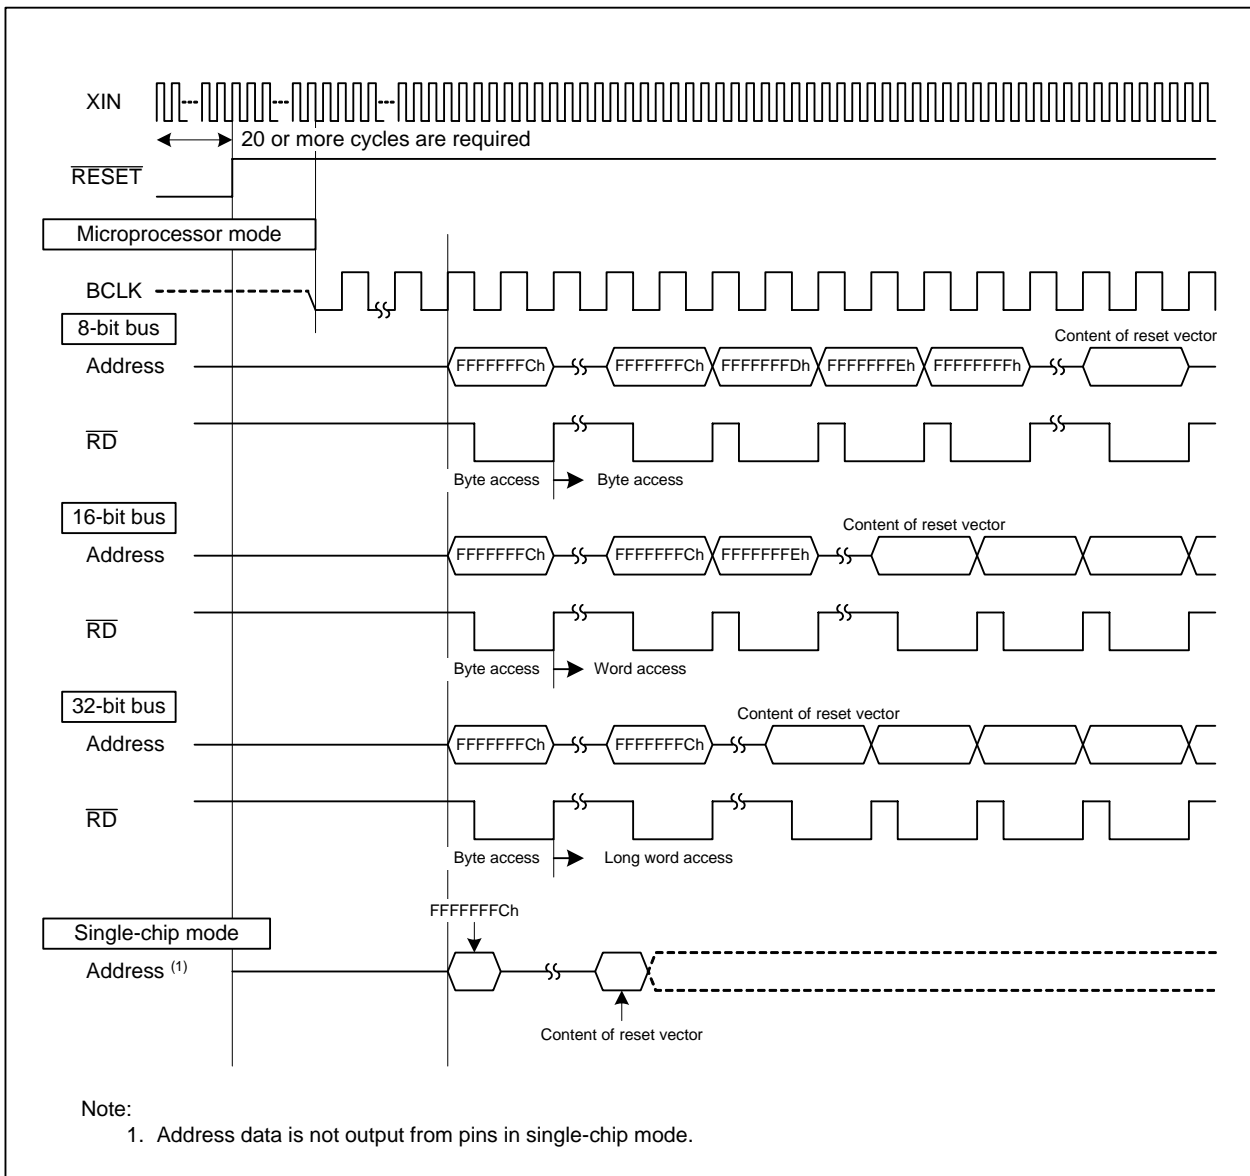 XIN
20 or more cycles are required
RESET
Microprocessor mode
BCLK
8-bit bus
Content of reset vector
Address
FFFFFFFCh
FFFFFFFCh
FFFFFFFDh
FFFFFFFEh
FFFFFFFFh
RD
Byte access
Byte access
16-bit bus
Content of reset vector
Address
FFFFFFFCh
FFFFFFFCh
FFFFFFFEh
RD
Byte access
Word access
32-bit bus
Content of reset vector
Address
FFFFFFFCh
FFFFFFFCh
RD
Byte access
Long word access
FFFFFFFCh
Single-chip mode
Address (1)
Content of reset vector
Note:
1. Address data is not output from pins in single-chip mode.